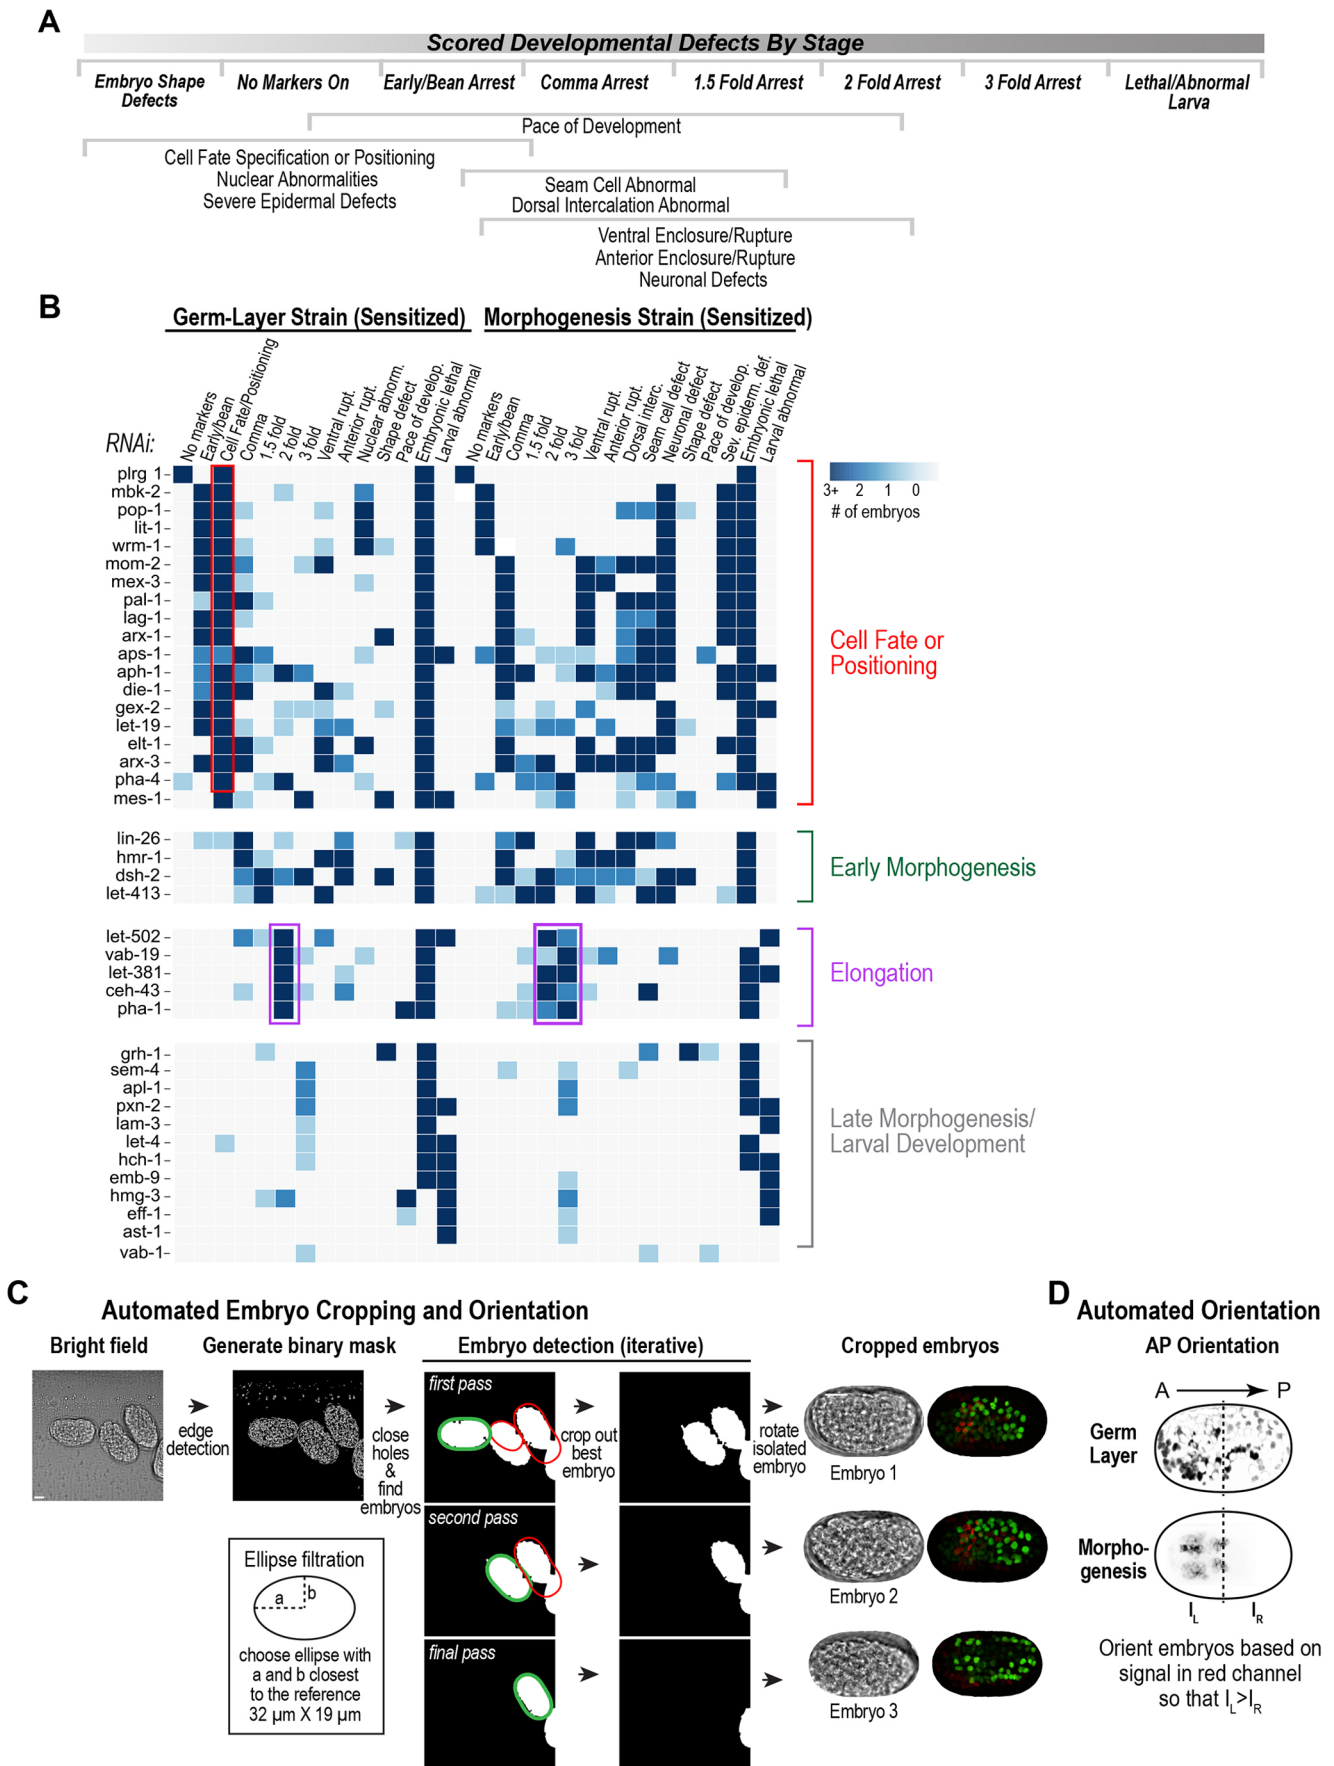 A
Scored Developmental Defects By Stage
Embryo Shape
Defects
No Markers On
Early/Bean Arrest
Comma Arrest
1.5 Fold Arrest
2 Fold Arrest
3 Fold Arrest
Lethal/Abnormal
Larva
Pace of Development
Cell Fate Specification or Positioning
Nuclear Abnormalities
Severe Epidermal Defects
Seam Cell Abnormal
Dorsal Intercalation Abnormal
Ventral Enclosure/Rupture
Anterior Enclosure/Rupture
Neuronal Defects
B
Germ-Layer Strain (Sensitized)
Morphogenesis Strain (Sensitized)
RNAi:
No markers
Early/bean
Cell Fate/Positioning
Comma
1.5 fold
2 fold
3 fold
Ventral rupt.
Anterior rupt.
Nuclear abnorm.
Shape defect
Pace of develop.
Embryonic lethal
Larval abnormal
No markers
Early/bean
Comma
1.5 fold
2 fold
3 fold
Ventral rupt.
Anterior rupt.
Dorsal interc.
Seam cell defect
Neuronal defect
Shape defect
Pace of develop.
Sev. epiderm. def.
Embryonic lethal
Larval abnormal
plrg 1
mbk-2
pop-1
lit-1
wrm-1
mom-2
mex-3
pal-1
lag-1
arx-1
aps-1
aph-1
die-1
gex-2
let-19
elt-1
arx-3
pha-4
mes-1
3+ 2 1 0
# of embryos
Cell Fate or
Positioning
lin-26
hmr-1
dsh-2
let-413
Early Morphogenesis
let-502
vab-19
let-381
ceh-43
pha-1
Elongation
grh-1
sem-4
apl-1
pxn-2
lam-3
let-4
hch-1
emb-9
hmg-3
eff-1
ast-1
vab-1
Late Morphogenesis/
Larval Development
C
Automated Embryo Cropping and Orientation
Bright field
Generate binary mask
Embryo detection (iterative)
Cropped embryos
edge
detection
close
holes
&
find
embryos
first pass
crop out
best
embryo
rotate
isolated
embryo
Embryo 1
second pass
Embryo 2
final pass
Embryo 3
Ellipse filtration
a
b
choose ellipse with
a and b closest
to the reference
32 µm X 19 µm
D
Automated Orientation
AP Orientation
A P
Germ
Layer
Morpho-
genesis
I_L I_R
Orient embryos based on
signal in red channel
so that I_L>I_R